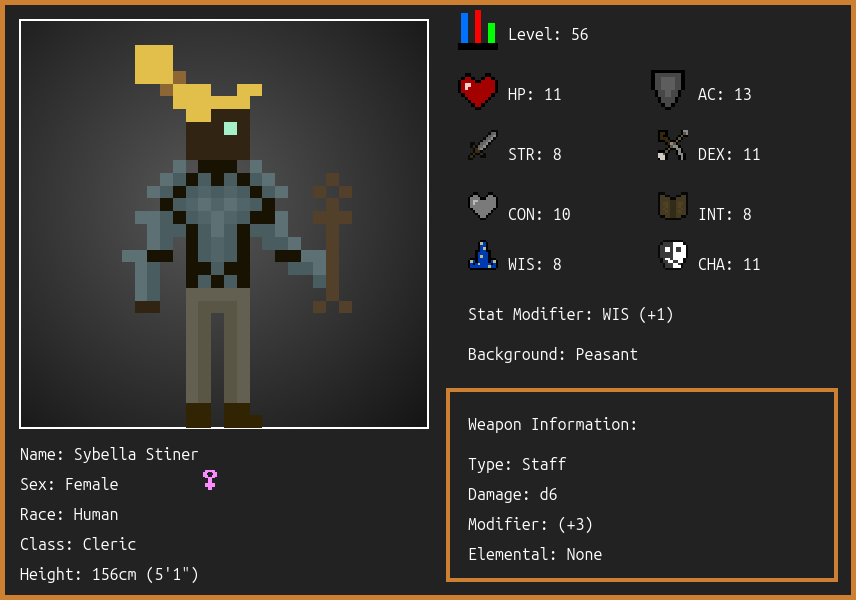 Level: 56
HP: 11
AC: 13
STR: 8
DEX: 11
CON: 10
INT: 8
WIS: 8
CHA: 11
Stat Modifier: WIS (+1)
Background: Peasant
Weapon Information:
Type: Staff
Damage: d6
Modifier: (+3)
Elemental: None
Name: Sybella Stiner
Sex: Female
Race: Human
Class: Cleric
Height: 156cm (5'1")